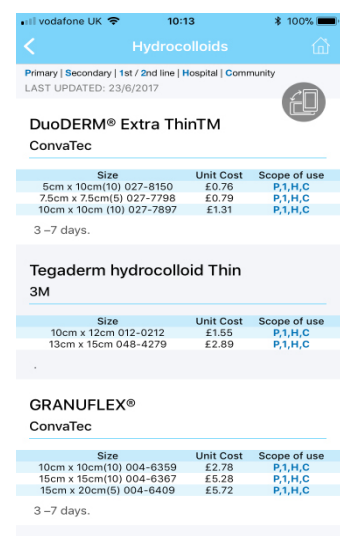 vodafone UK 10:13 100%
Hydrocolloids
Primary | Secondary | 1st / 2nd line | Hospital | Community
LAST UPDATED: 23/6/2017
DuoDERM® Extra ThinTM
ConvaTec
Size Unit Cost Scope of use
5cm x 10cm(10) 027-8150 £0.76 P,1,H,C
7.5cm x 7.5cm(5) 027-7798 £0.79 P,1,H,C
10cm x 10cm (10) 027-7897 £1.31 P,1,H,C
3 –7 days.
Tegaderm hydrocolloid Thin
3M
Size Unit Cost Scope of use
10cm x 12cm 012-0212 £1.55 P,1,H,C
13cm x 15cm 048-4279 £2.89 P,1,H,C
.
GRANUFLEX®
ConvaTec
Size Unit Cost Scope of use
10cm x 10cm(10) 004-6359 £2.78 P,1,H,C
15cm x 15cm(10) 004-6367 £5.28 P,1,H,C
15cm x 20cm(5) 004-6409 £5.72 P,1,H,C
3 –7 days.